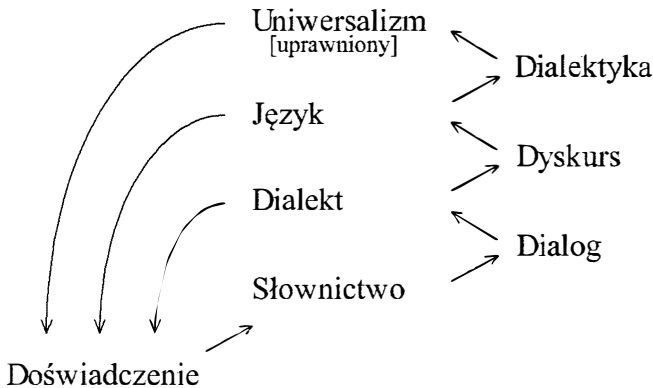 Uniwersalizm
[uprawniony]
Dialektyka
Język
Dyskurs
Dialekt
Dialog
Słownictwo
Doświadczenie